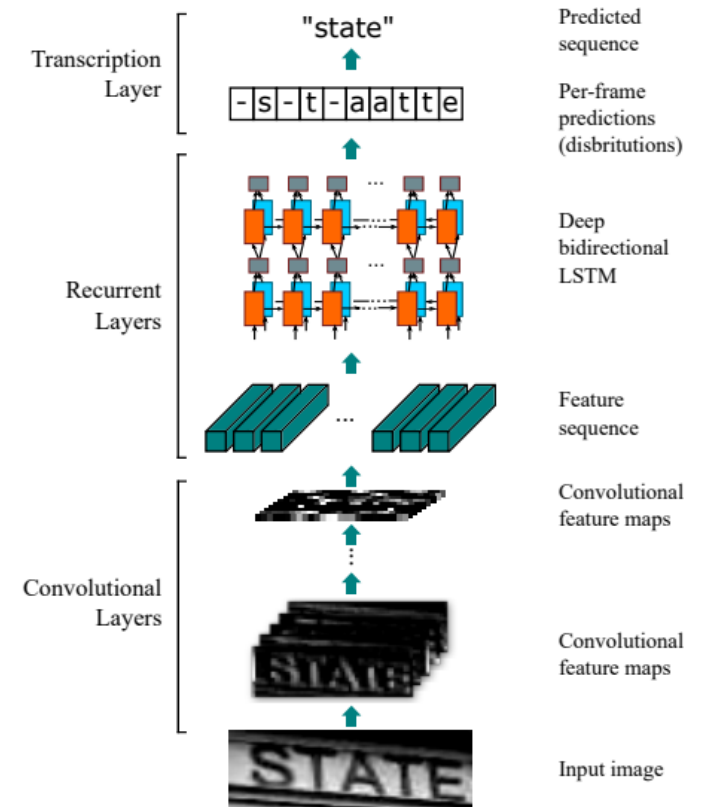 "state"
Predicted
sequence
Transcription
Layer
-s-t-aatte
Per-frame
predictions
(disbritutions)
...
...
Deep
bidirectional
LSTM
Recurrent
Layers
...
Feature
sequence
Convolutional
feature maps
Convolutional
Layers
STATE
Convolutional
feature maps
STATE
Input image